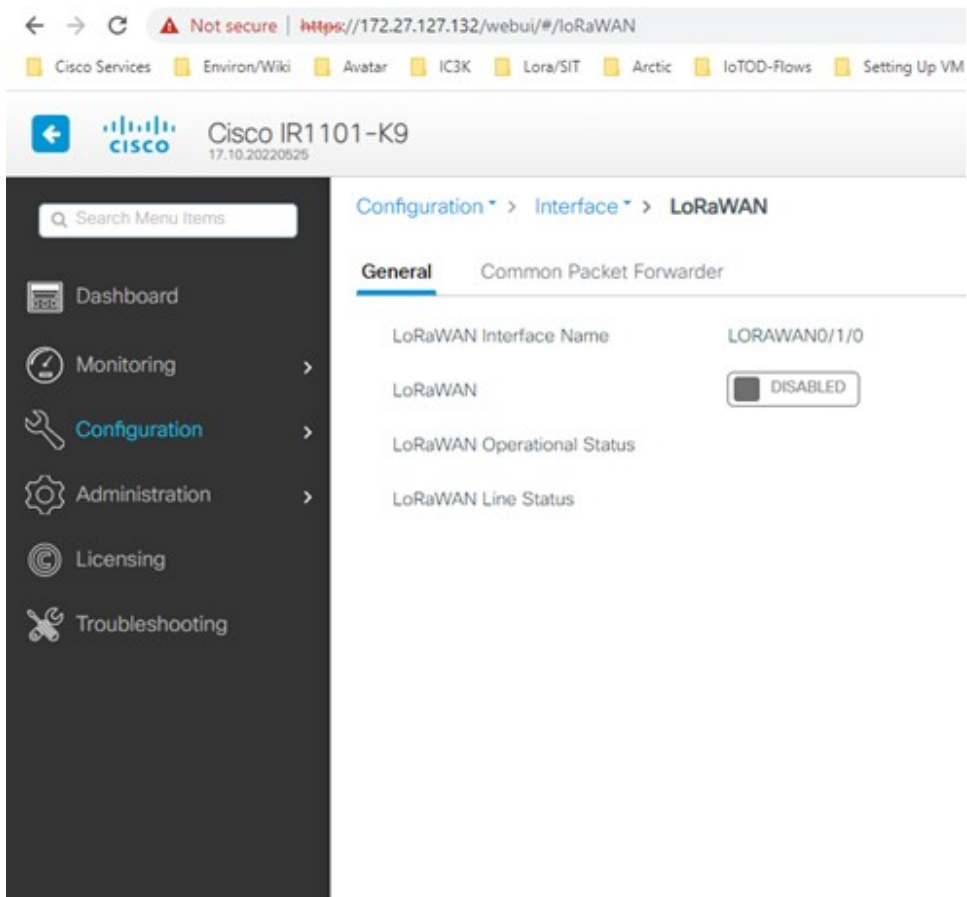 Not secure | https://172.27.127.132/webui/#/loRaWAN
Cisco Services Environ/Wiki Avatar IC3K Lora/SIT Arctic IoTOD-Flows Setting Up VM
CISCO
Cisco IR1101-K9
17.10.20220525
Search Menu Items
Dashboard
Monitoring
Configuration
Administration
Licensing
Troubleshooting
Configuration > Interface > LoRaWAN
General Common Packet Forwarder
LoRaWAN Interface Name LORAWAN0/1/0
LoRaWAN DISABLED
LoRaWAN Operational Status
LoRaWAN Line Status